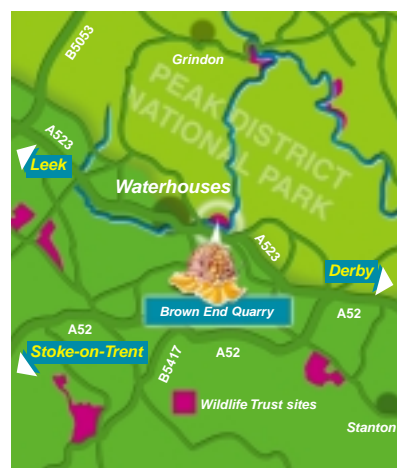 B5053
Grindon
PEAK DISTRICT
NATIONAL PARK
A523
Leek
Waterhouses
A523
Derby
Brown End Quarry
A52
A52
Stoke-on-Trent
B5417
A52
Wildlife Trust sites
Stanton